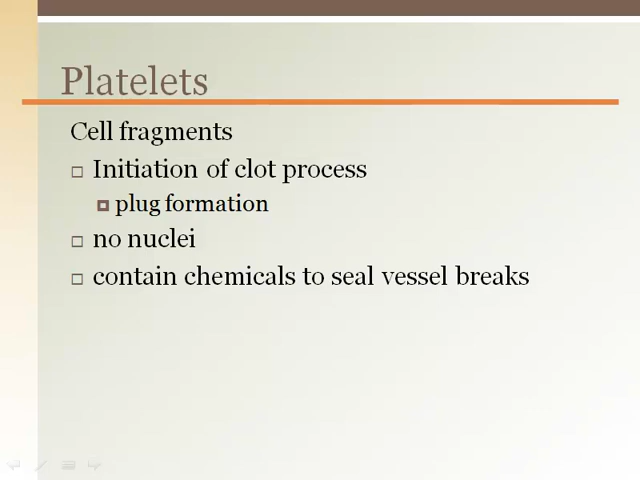 Platelets
Cell fragments
Initiation of clot process
plug formation
no nuclei
contain chemicals to seal vessel breaks